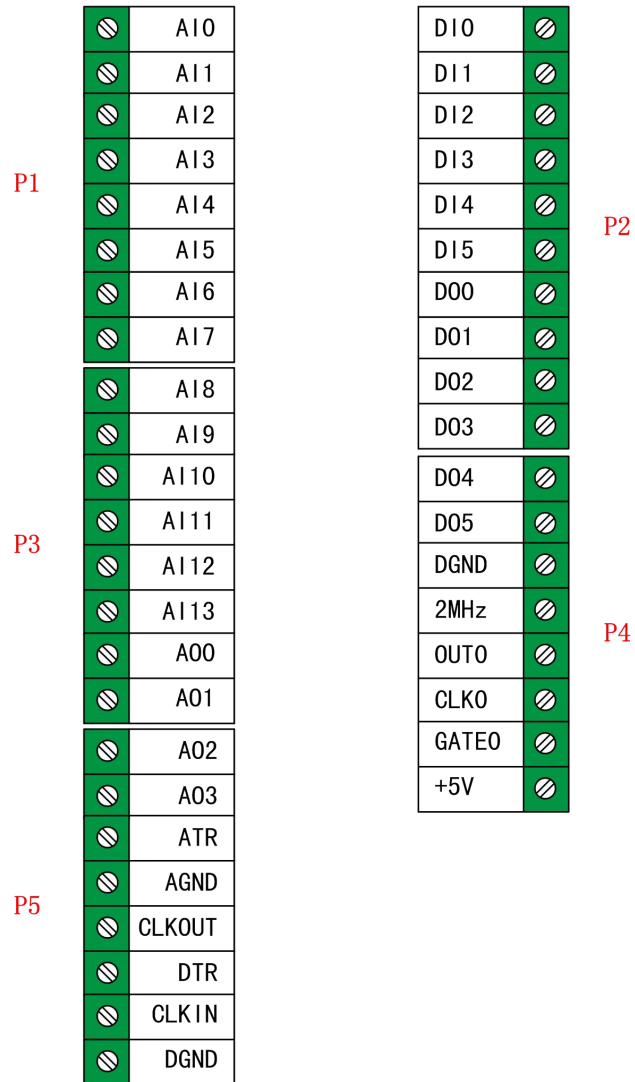 P1
AI0
AI1
AI2
AI3
AI4
AI5
AI6
AI7
P3
AI8
AI9
AI10
AI11
AI12
AI13
AO0
AO1
P5
AO2
AO3
ATR
AGND
CLKOUT
DTR
CLKIN
DGND
P2
DI0
DI1
DI2
DI3
DI4
DI5
DO0
DO1
DO2
DO3
P4
DO4
DO5
DGND
2MHz
OUT0
CLK0
GATE0
+5V